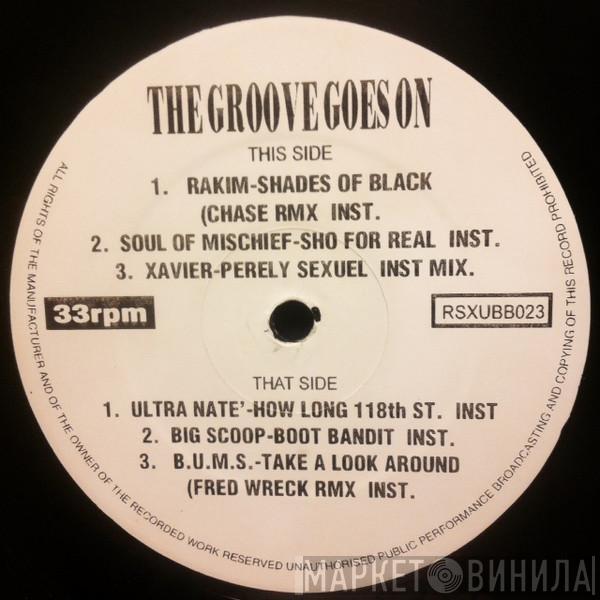 THE GROOVE GOES ON
THIS SIDE
1. RAKIM-SHADES OF BLACK
(CHASE RMX INST.
2. SOUL OF MISCHIEF-SHO FOR REAL INST.
3. XAVIER-PERELY SEXUEL INST MIX.
33rpm
RSXUBB023
THAT SIDE
1. ULTRA NATE'-HOW LONG 118th ST. INST
2. BIG SCOOP-BOOT BANDIT INST.
3. B.U.M.S.-TAKE A LOOK AROUND
(FRED WRECK RMX INST.
ALL RIGHTS OF THE MANUFACTURER AND OF THE OWNER OF THE RECORDED WORK RESERVED UNAUTHORISED PUBLIC PERFORMANCE BROADCASTING AND COPYING OF THIS RECORD PROHIBITED
МАРКЕТ ВИНИЛА